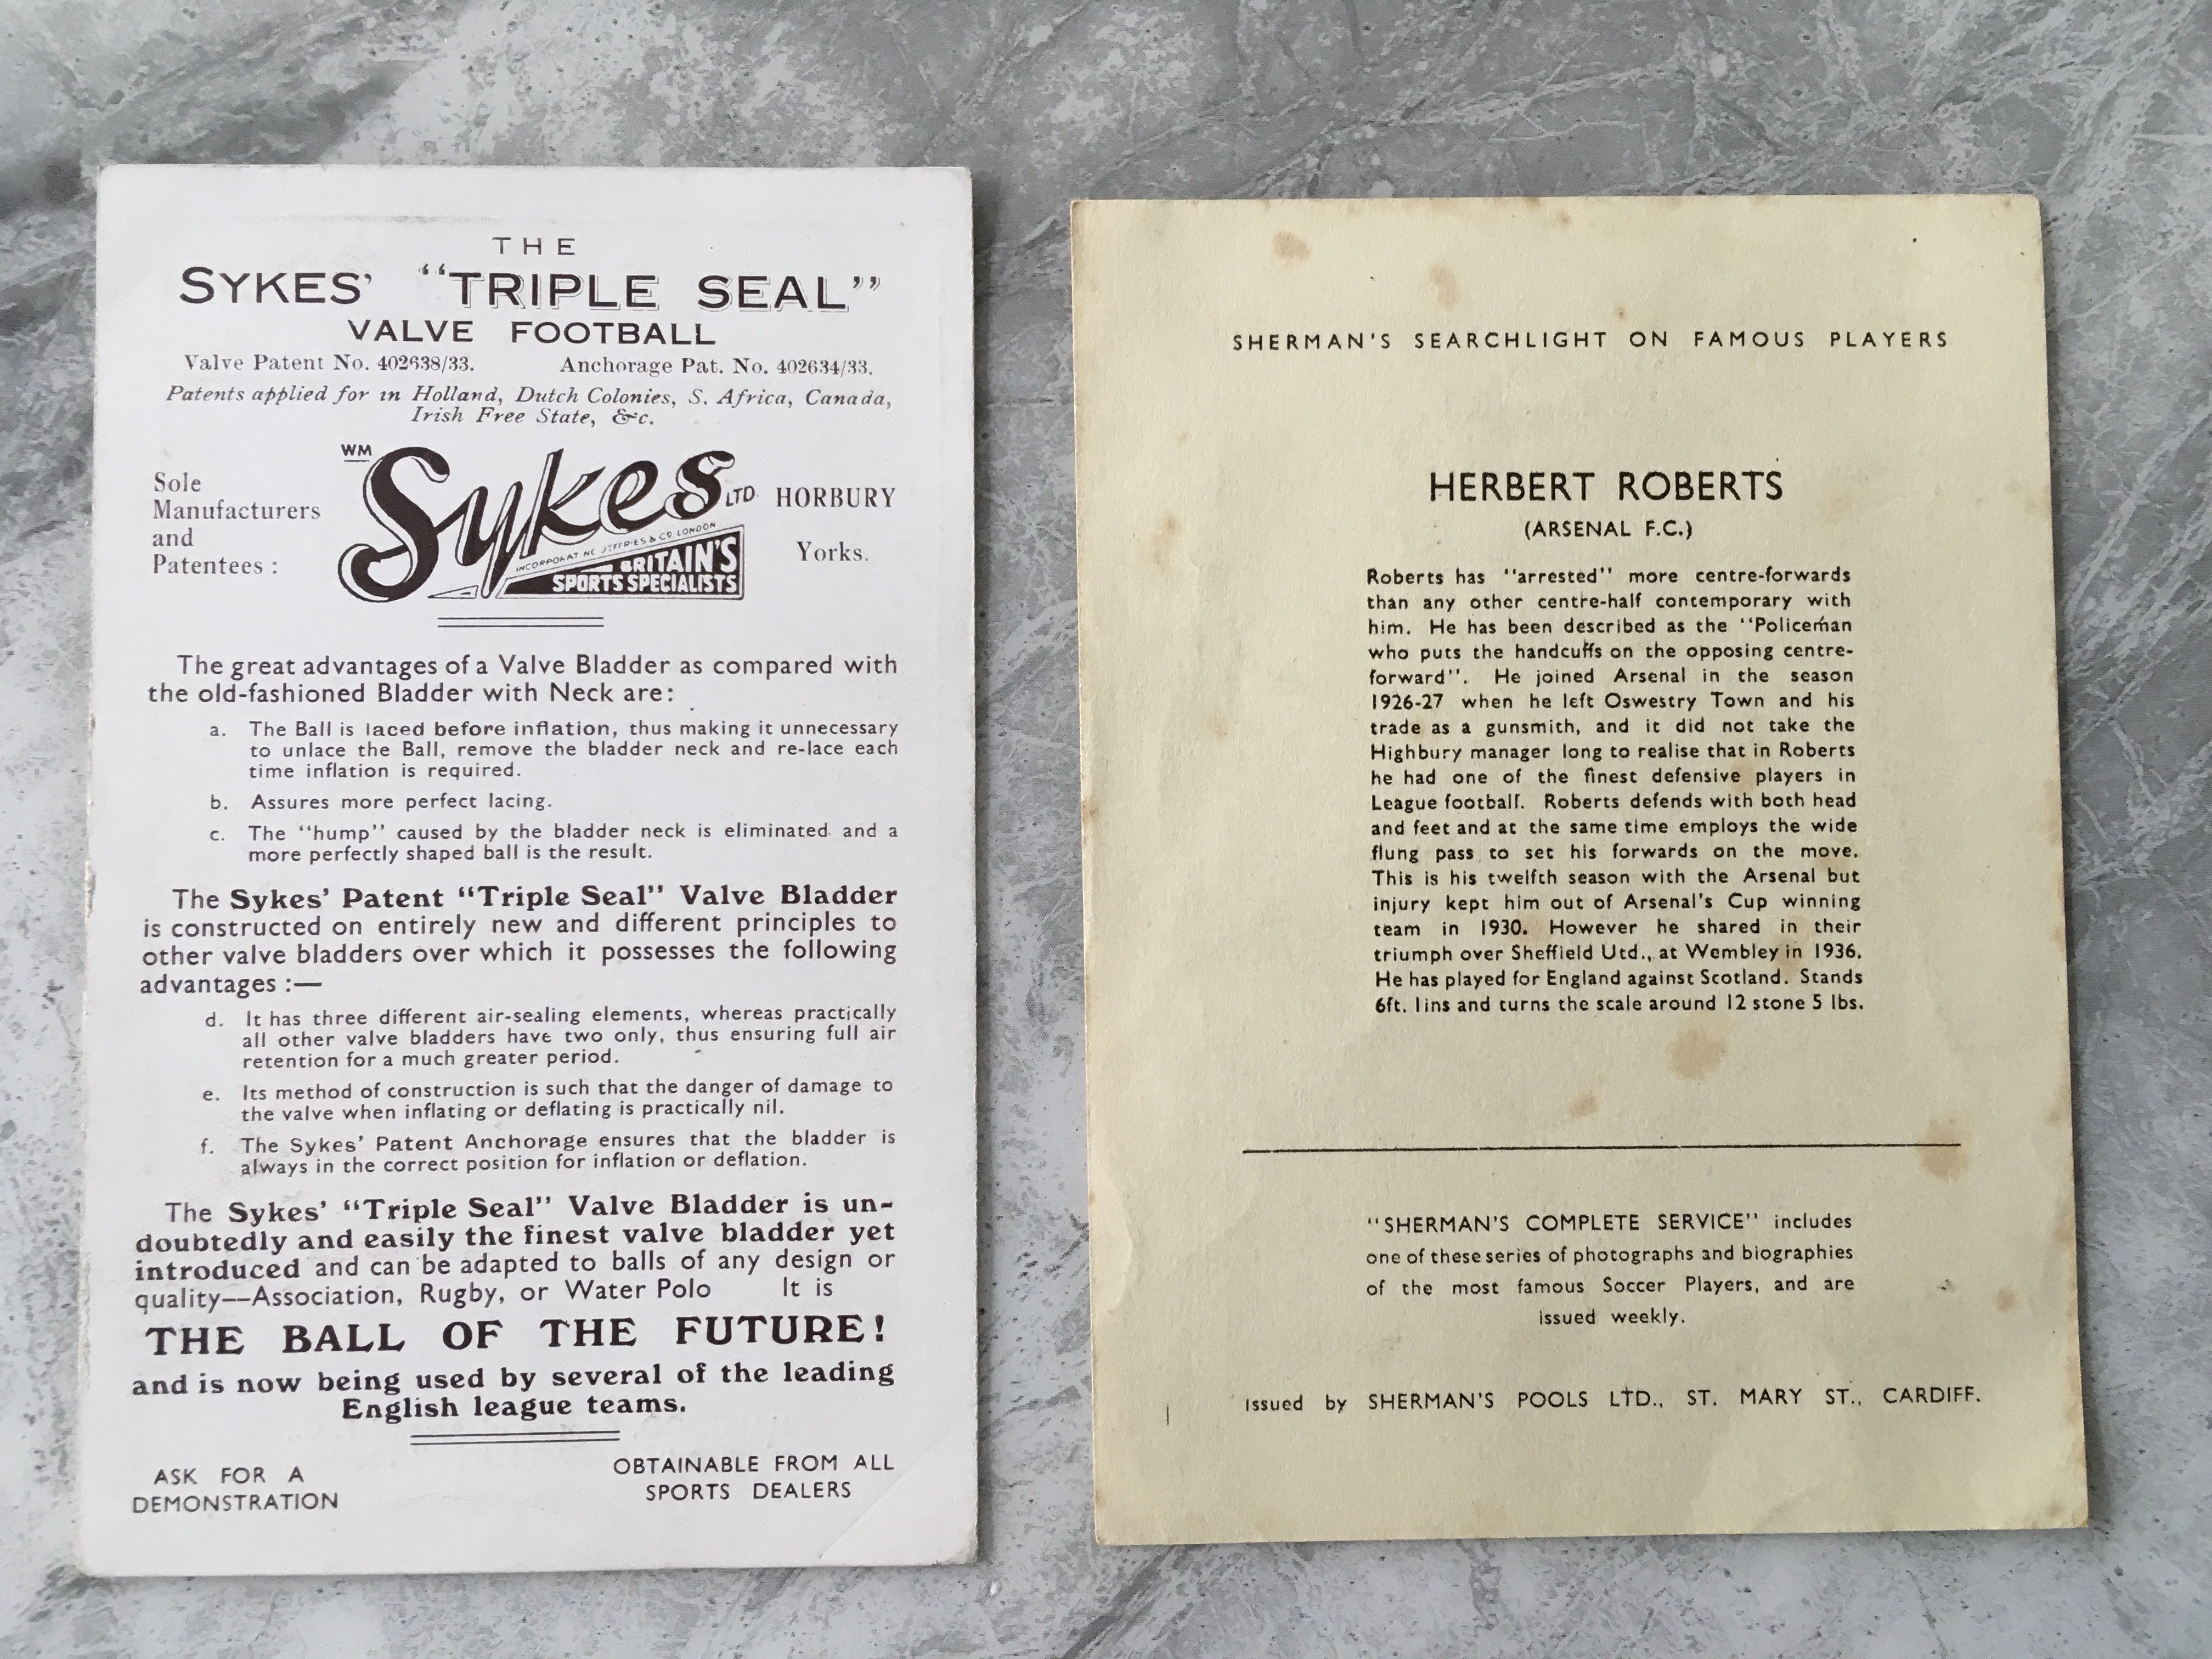 THE
SYKES' "TRIPLE SEAL"
VALVE FOOTBALL
Valve Patent No. 402638/33. Anchorage Pat. No. 402634/33.
Patents applied for in Holland, Dutch Colonies, S. Africa, Canada,
Irish Free State, &c.
Sole
Manufacturers
and
Patentees :
WM
Sykes LTD.
INCORPORATING JEFFRIES & CO LONDON
BRITAIN'S
SPORTS SPECIALISTS
HORBURY
Yorks.
The great advantages of a Valve Bladder as compared with
the old-fashioned Bladder with Neck are:
a. The Ball is laced before inflation, thus making it unnecessary
to unlace the Ball, remove the bladder neck and re-lace each
time inflation is required.
b. Assures more perfect lacing.
c. The "hump" caused by the bladder neck is eliminated and a
more perfectly shaped ball is the result.
The Sykes' Patent "Triple Seal" Valve Bladder
is constructed on entirely new and different principles to
other valve bladders over which it possesses the following
advantages :—
d. It has three different air-sealing elements, whereas practically
all other valve bladders have two only, thus ensuring full air
retention for a much greater period.
e. Its method of construction is such that the danger of damage to
the valve when inflating or deflating is practically nil.
f. The Sykes' Patent Anchorage ensures that the bladder is
always in the correct position for inflation or deflation.
The Sykes' "Triple Seal" Valve Bladder is un-
doubtedly and easily the finest valve bladder yet
introduced and can be adapted to balls of any design or
quality—Association, Rugby, or Water Polo It is
THE BALL OF THE FUTURE!
and is now being used by several of the leading
English league teams.
ASK FOR A
DEMONSTRATION
OBTAINABLE FROM ALL
SPORTS DEALERS
SHERMAN'S SEARCHLIGHT ON FAMOUS PLAYERS
HERBERT ROBERTS
(ARSENAL F.C.)
Roberts has "arrested" more centre-forwards
than any other centre-half contemporary with
him. He has been described as the "Policeman
who puts the handcuffs on the opposing centre-
forward". He joined Arsenal in the season
1926-27 when he left Oswestry Town and his
trade as a gunsmith, and it did not take the
Highbury manager long to realise that in Roberts
he had one of the finest defensive players in
League football. Roberts defends with both head
and feet and at the same time employs the wide
flung pass to set his forwards on the move.
This is his twelfth season with the Arsenal but
injury kept him out of Arsenal's Cup winning
team in 1930. However he shared in their
triumph over Sheffield Utd., at Wembley in 1936.
He has played for England against Scotland. Stands
6ft. 1ins and turns the scale around 12 stone 5 lbs.
"SHERMAN'S COMPLETE SERVICE" includes
one of these series of photographs and biographies
of the most famous Soccer Players, and are
issued weekly.
Issued by SHERMAN'S POOLS LTD., ST. MARY ST., CARDIFF.